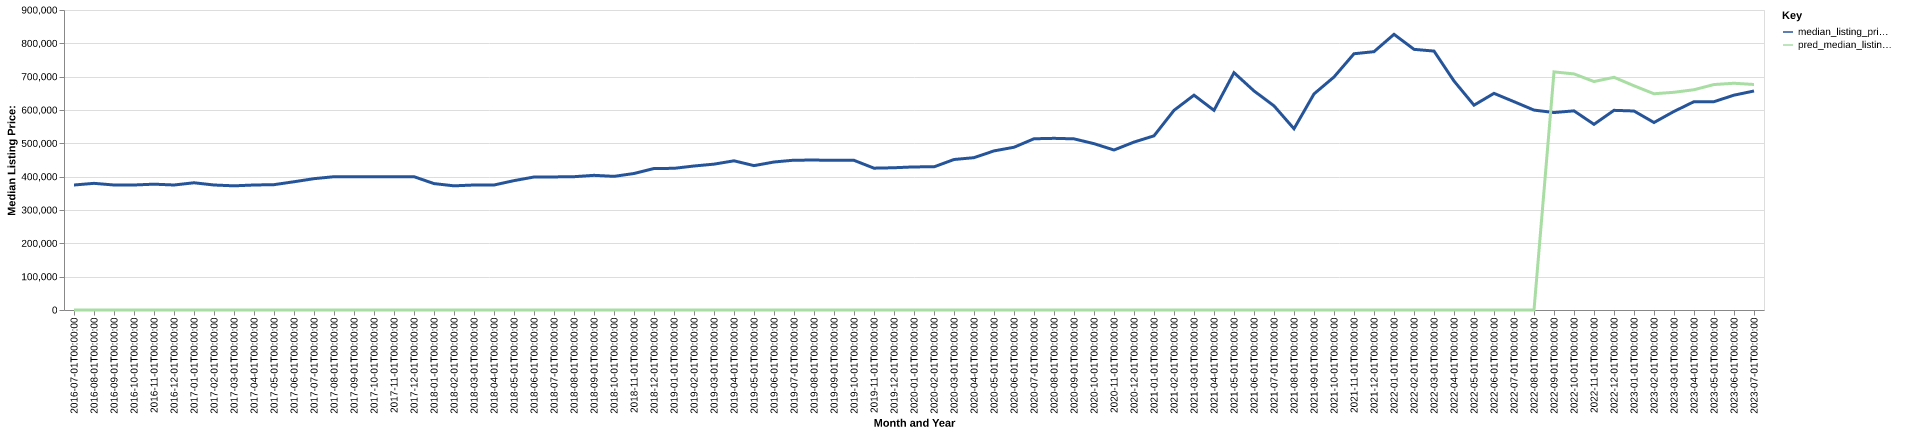 900,000
800,000
700,000
600,000
500,000
400,000
300,000
200,000
100,000
0
Median Listing Price:
2016-07-01T00:00:00
2016-08-01T00:00:00
2016-09-01T00:00:00
2016-10-01T00:00:00
2016-11-01T00:00:00
2016-12-01T00:00:00
2017-01-01T00:00:00
2017-02-01T00:00:00
2017-03-01T00:00:00
2017-04-01T00:00:00
2017-05-01T00:00:00
2017-06-01T00:00:00
2017-07-01T00:00:00
2017-08-01T00:00:00
2017-09-01T00:00:00
2017-10-01T00:00:00
2017-11-01T00:00:00
2017-12-01T00:00:00
2018-01-01T00:00:00
2018-02-01T00:00:00
2018-03-01T00:00:00
2018-04-01T00:00:00
2018-05-01T00:00:00
2018-06-01T00:00:00
2018-07-01T00:00:00
2018-08-01T00:00:00
2018-09-01T00:00:00
2018-10-01T00:00:00
2018-11-01T00:00:00
2018-12-01T00:00:00
2019-01-01T00:00:00
2019-02-01T00:00:00
2019-03-01T00:00:00
2019-04-01T00:00:00
2019-05-01T00:00:00
2019-06-01T00:00:00
2019-07-01T00:00:00
2019-08-01T00:00:00
2019-09-01T00:00:00
2019-10-01T00:00:00
2019-11-01T00:00:00
2019-12-01T00:00:00
2020-01-01T00:00:00
2020-02-01T00:00:00
2020-03-01T00:00:00
2020-04-01T00:00:00
2020-05-01T00:00:00
2020-06-01T00:00:00
2020-07-01T00:00:00
2020-08-01T00:00:00
2020-09-01T00:00:00
2020-10-01T00:00:00
2020-11-01T00:00:00
2020-12-01T00:00:00
2021-01-01T00:00:00
2021-02-01T00:00:00
2021-03-01T00:00:00
2021-04-01T00:00:00
2021-05-01T00:00:00
2021-06-01T00:00:00
2021-07-01T00:00:00
2021-08-01T00:00:00
2021-09-01T00:00:00
2021-10-01T00:00:00
2021-11-01T00:00:00
2021-12-01T00:00:00
2022-01-01T00:00:00
2022-02-01T00:00:00
2022-03-01T00:00:00
2022-04-01T00:00:00
2022-05-01T00:00:00
2022-06-01T00:00:00
2022-07-01T00:00:00
2022-08-01T00:00:00
2022-09-01T00:00:00
2022-10-01T00:00:00
2022-11-01T00:00:00
2022-12-01T00:00:00
2023-01-01T00:00:00
2023-02-01T00:00:00
2023-03-01T00:00:00
2023-04-01T00:00:00
2023-05-01T00:00:00
2023-06-01T00:00:00
2023-07-01T00:00:00
Month and Year
Key
median_listing_pri…
pred_median_listin…